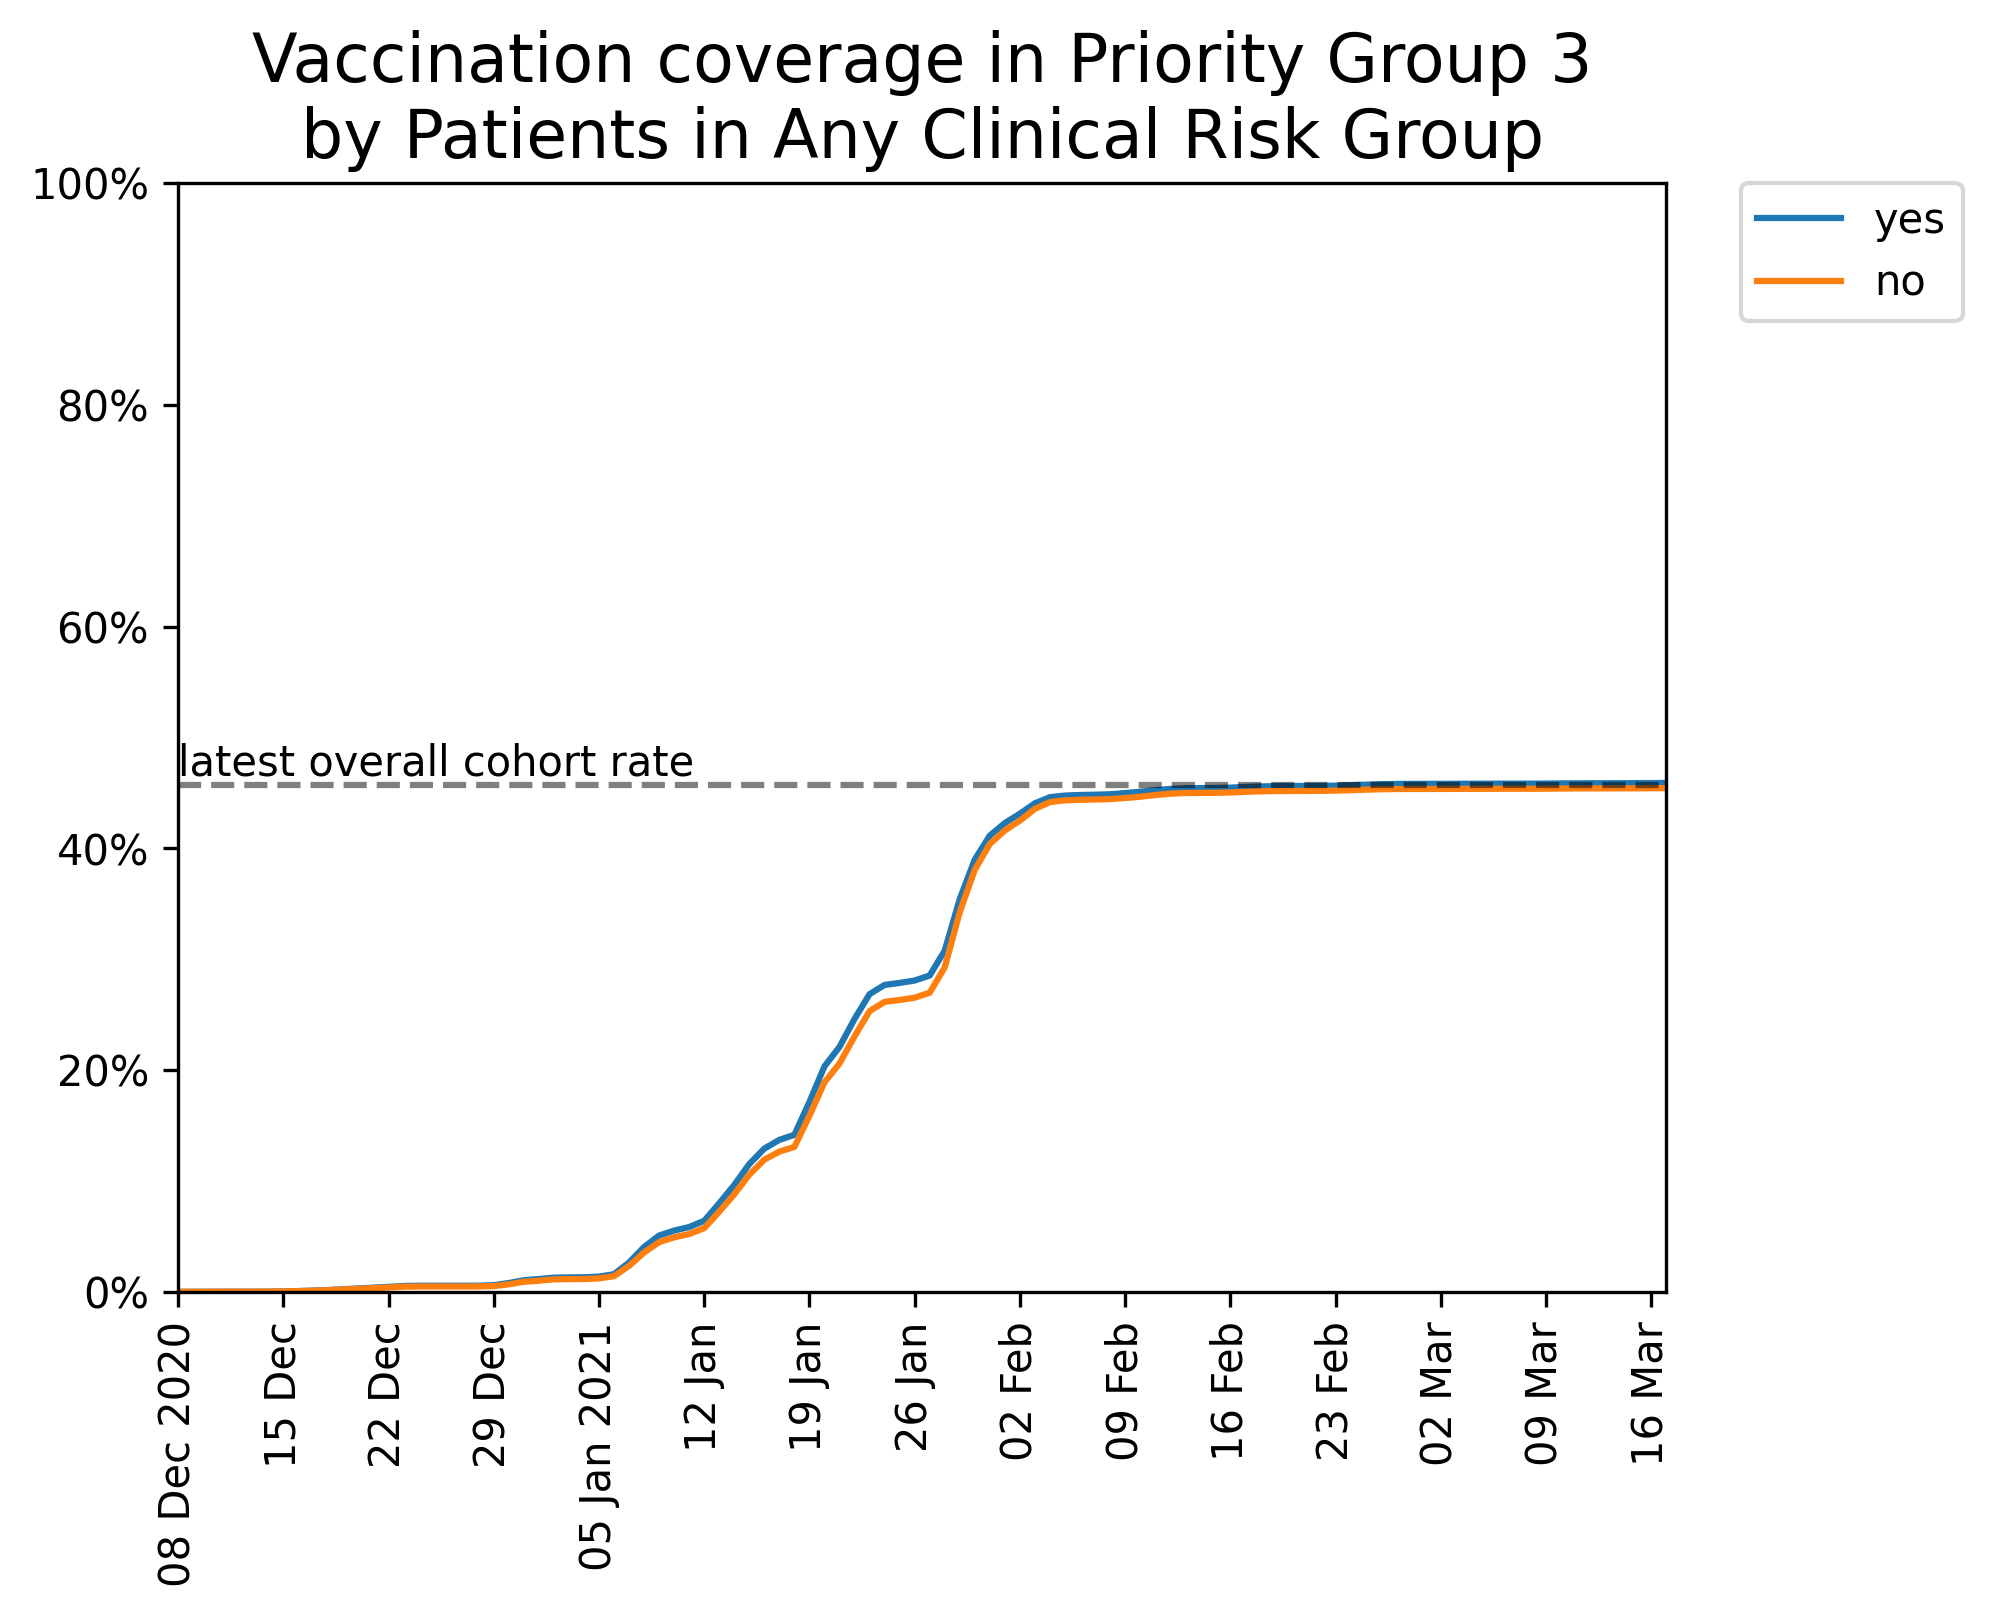 Vaccination coverage in Priority Group 3
by Patients in Any Clinical Risk Group
100%
80%
60%
40%
20%
0%
latest overall cohort rate
yes
no
08 Dec 2020
15 Dec
22 Dec
29 Dec
05 Jan 2021
12 Jan
19 Jan
26 Jan
02 Feb
09 Feb
16 Feb
23 Feb
02 Mar
09 Mar
16 Mar